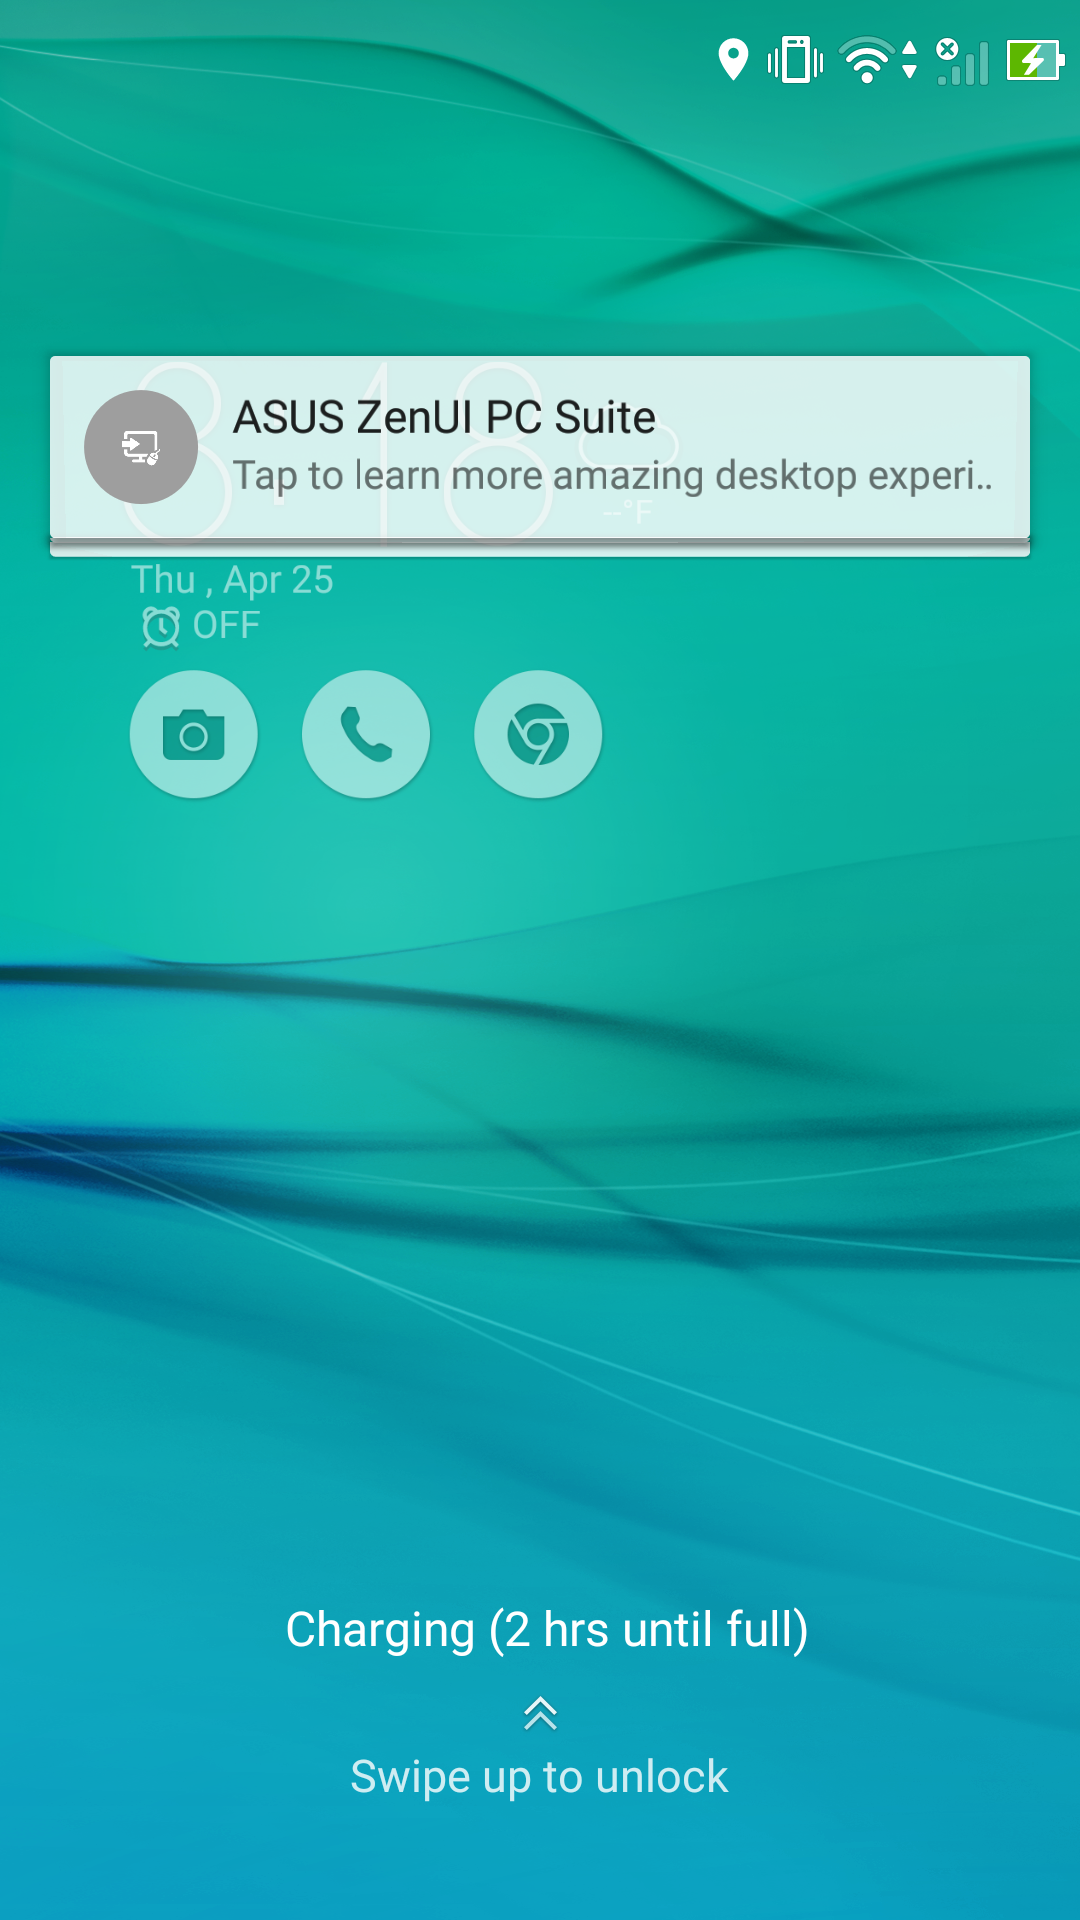 ASUS ZenUI PC Suite
Tap to learn more amazing desktop experi..
8:18
--°F
Thu , Apr 25
OFF
Charging (2 hrs until full)
Swipe up to unlock